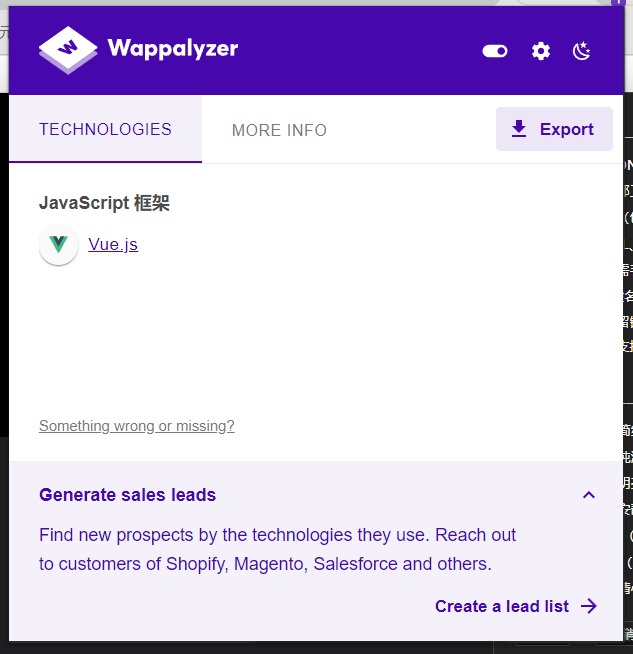 Wappalyzer
TECHNOLOGIES
MORE INFO
Export
JavaScript 框架
Vue.js
Something wrong or missing?
Generate sales leads
Find new prospects by the technologies they use. Reach out
to customers of Shopify, Magento, Salesforce and others.
Create a lead list